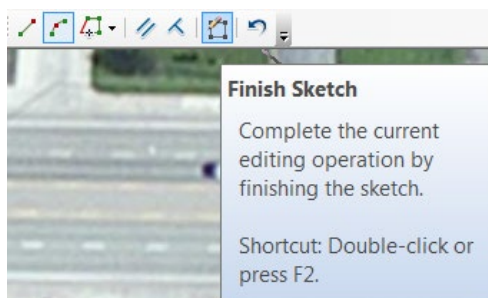 Finish Sketch
Complete the current
editing operation by
finishing the sketch.
Shortcut: Double-click or
press F2.